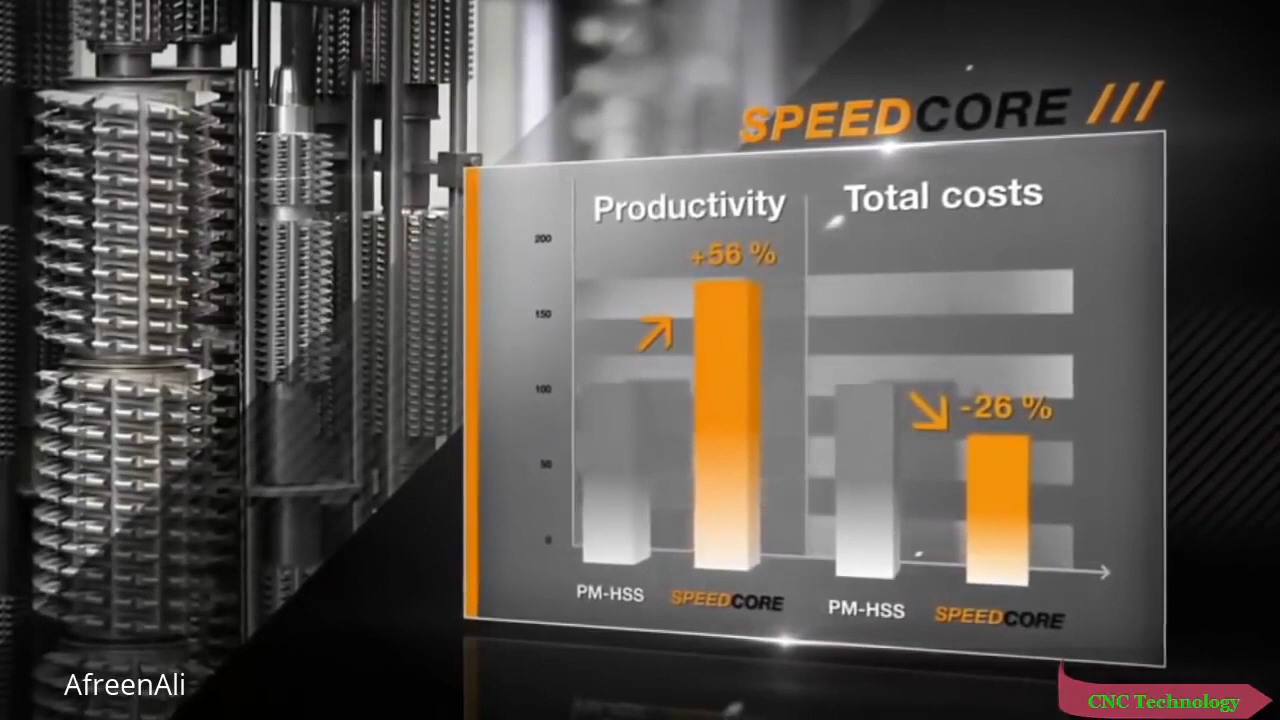 SPEEDCORE ///
Productivity
Total costs
+56 %
200
150
100
50
0
-26 %
PM-HSS
SPEEDCORE
PM-HSS
SPEEDCORE
AfreenAli
CNC Technology